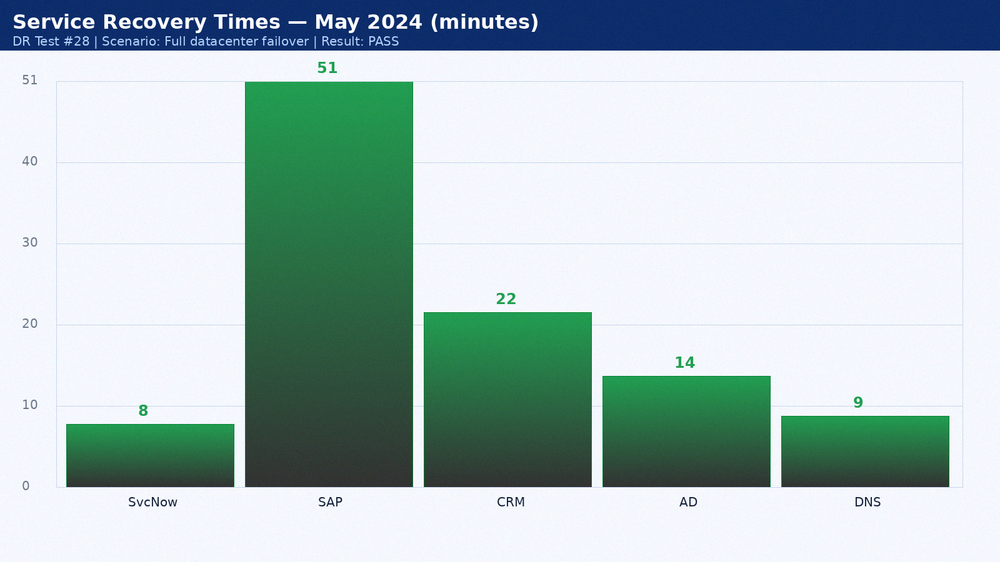 Service Recovery Times — May 2024 (minutes)
DR Test #28 | Scenario: Full datacenter failover | Result: PASS
51
51
40
30
22
20
14
10
8
9
0
SvcNow
SAP
CRM
AD
DNS